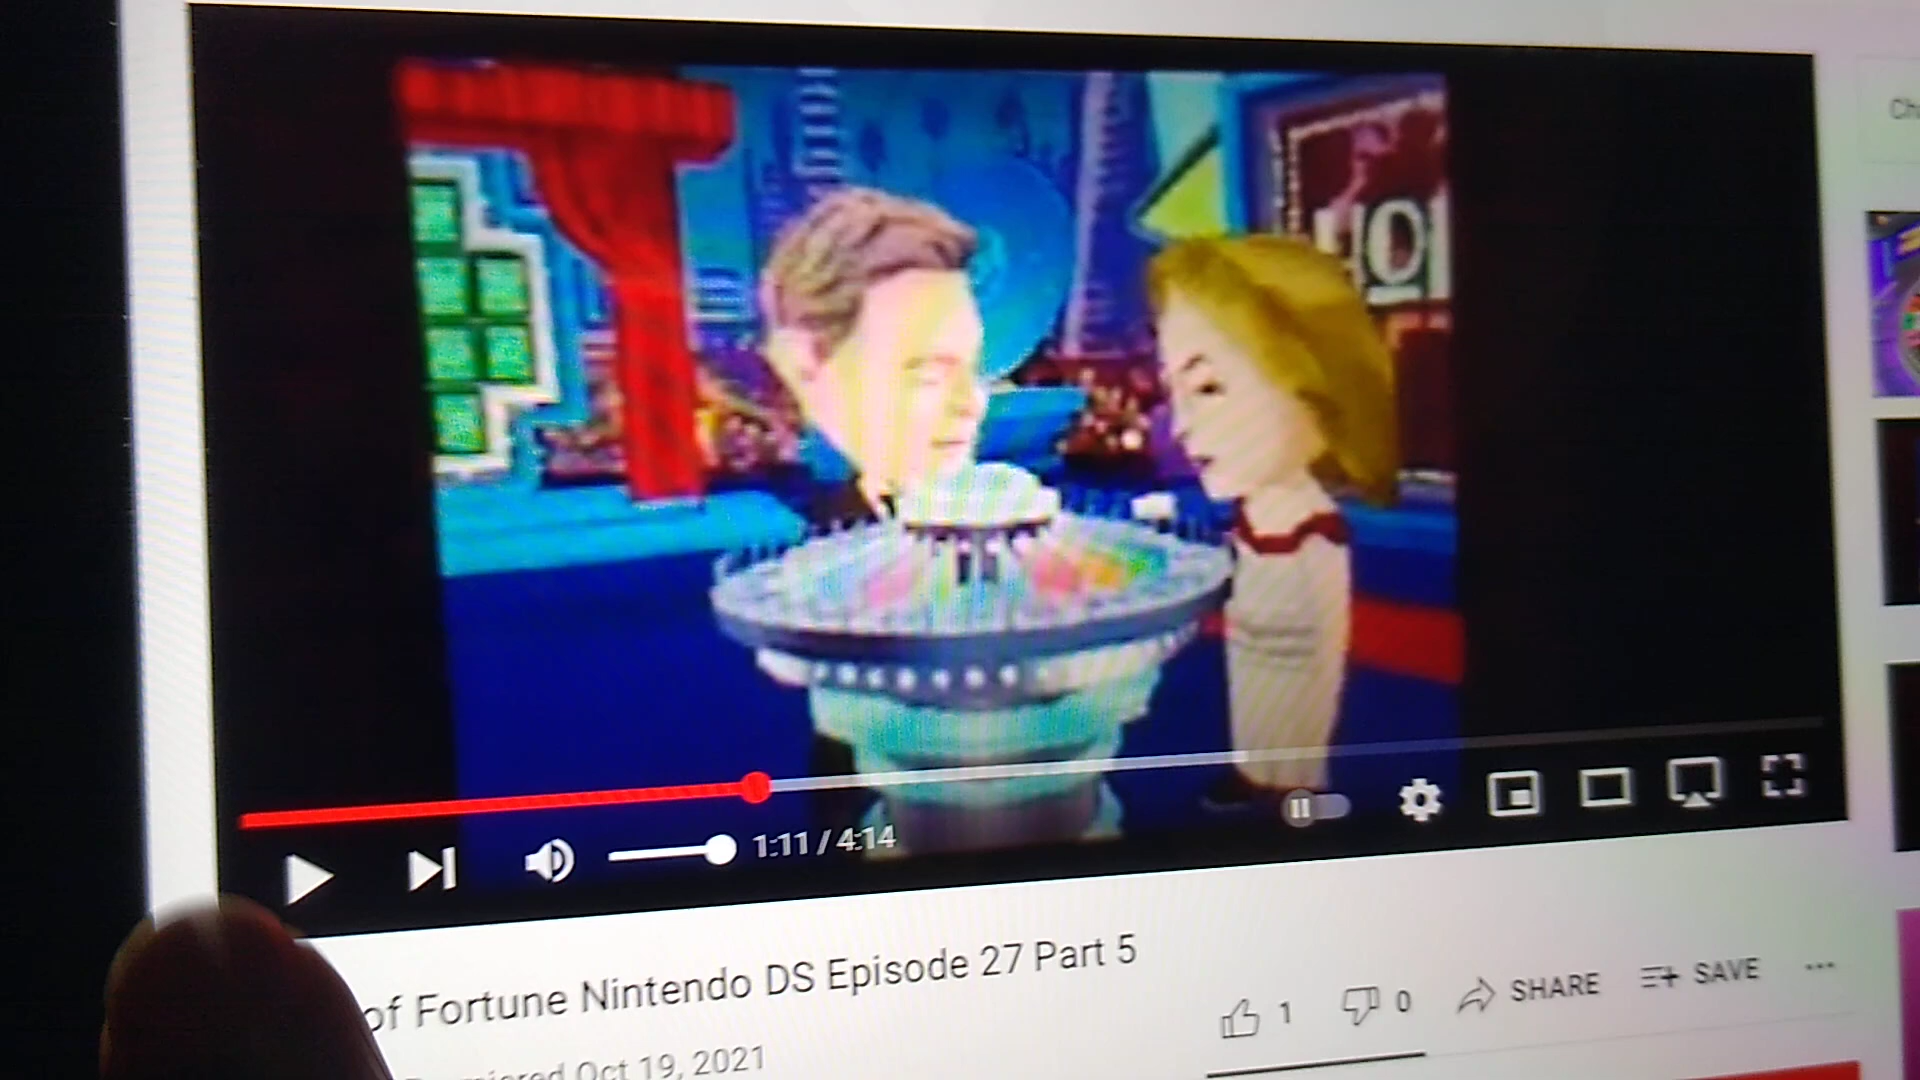 Ch
1:11 / 4:14
of Fortune Nintendo DS Episode 27 Part 5
1 0 SHARE SAVE ...
Oct 19, 2021